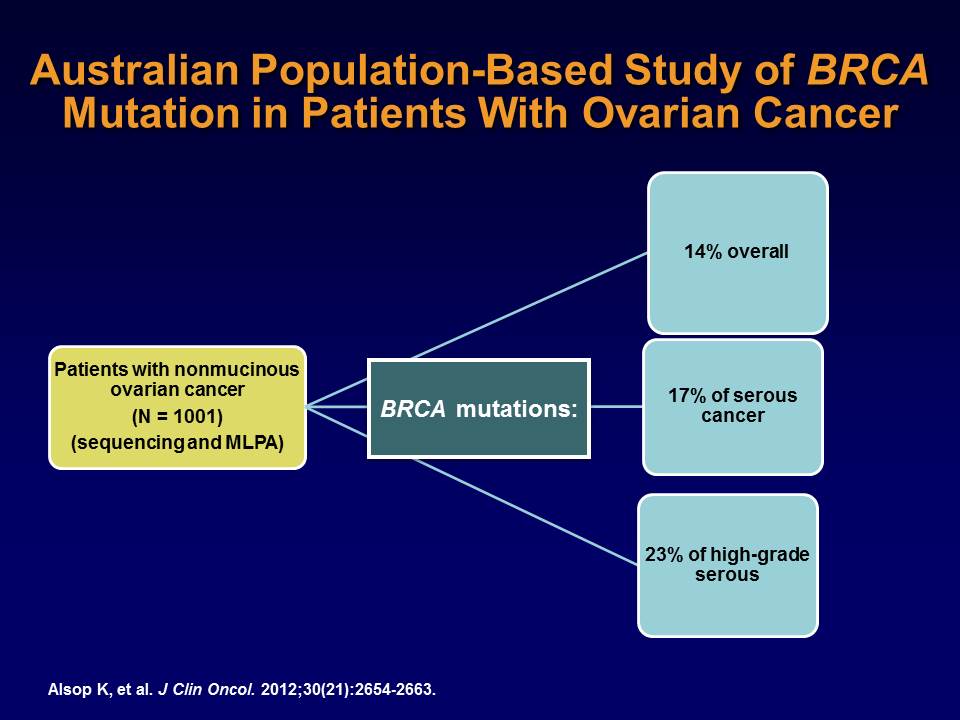 Australian Population-Based Study of BRCA
Mutation in Patients With Ovarian Cancer
14% overall
Patients with nonmucinous
ovarian cancer
(N = 1001)
(sequencing and MLPA)
BRCA mutations:
17% of serous
cancer
23% of high-grade
serous
Alsop K, et al. J Clin Oncol. 2012;30(21):2654-2663.